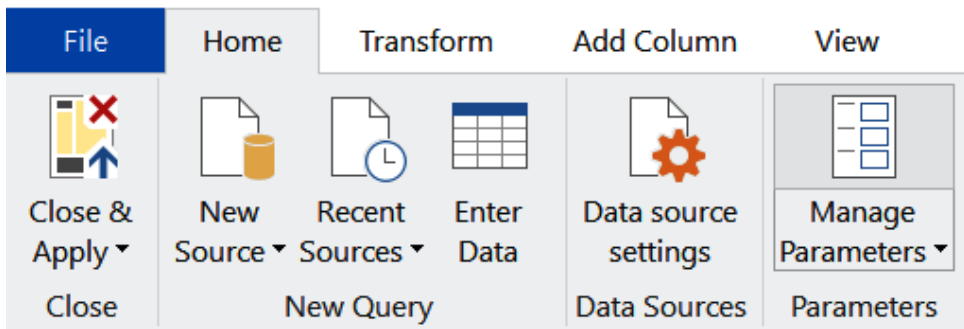 File Home Transform Add Column View
Close & New Recent Enter Data source Manage
Apply Source Sources Data settings Parameters
Close New Query Data Sources Parameters